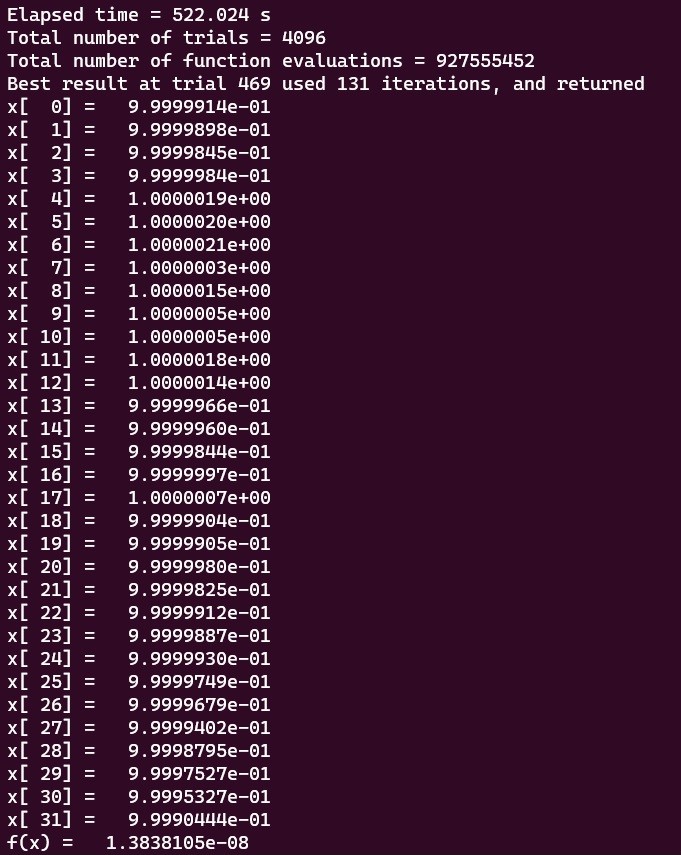 Elapsed time = 522.024 s
Total number of trials = 4096
Total number of function evaluations = 927555452
Best result at trial 469 used 131 iterations, and returned
x[  0] =   9.9999914e-01
x[  1] =   9.9999898e-01
x[  2] =   9.9999845e-01
x[  3] =   9.9999984e-01
x[  4] =   1.0000019e+00
x[  5] =   1.0000020e+00
x[  6] =   1.0000021e+00
x[  7] =   1.0000003e+00
x[  8] =   1.0000015e+00
x[  9] =   1.0000005e+00
x[ 10] =   1.0000005e+00
x[ 11] =   1.0000018e+00
x[ 12] =   1.0000014e+00
x[ 13] =   9.9999966e-01
x[ 14] =   9.9999960e-01
x[ 15] =   9.9999844e-01
x[ 16] =   9.9999997e-01
x[ 17] =   1.0000007e+00
x[ 18] =   9.9999904e-01
x[ 19] =   9.9999905e-01
x[ 20] =   9.9999980e-01
x[ 21] =   9.9999825e-01
x[ 22] =   9.9999912e-01
x[ 23] =   9.9999887e-01
x[ 24] =   9.9999930e-01
x[ 25] =   9.9999749e-01
x[ 26] =   9.9999679e-01
x[ 27] =   9.9999402e-01
x[ 28] =   9.9998795e-01
x[ 29] =   9.9997527e-01
x[ 30] =   9.9995327e-01
x[ 31] =   9.9990444e-01
f(x) =   1.3838105e-08